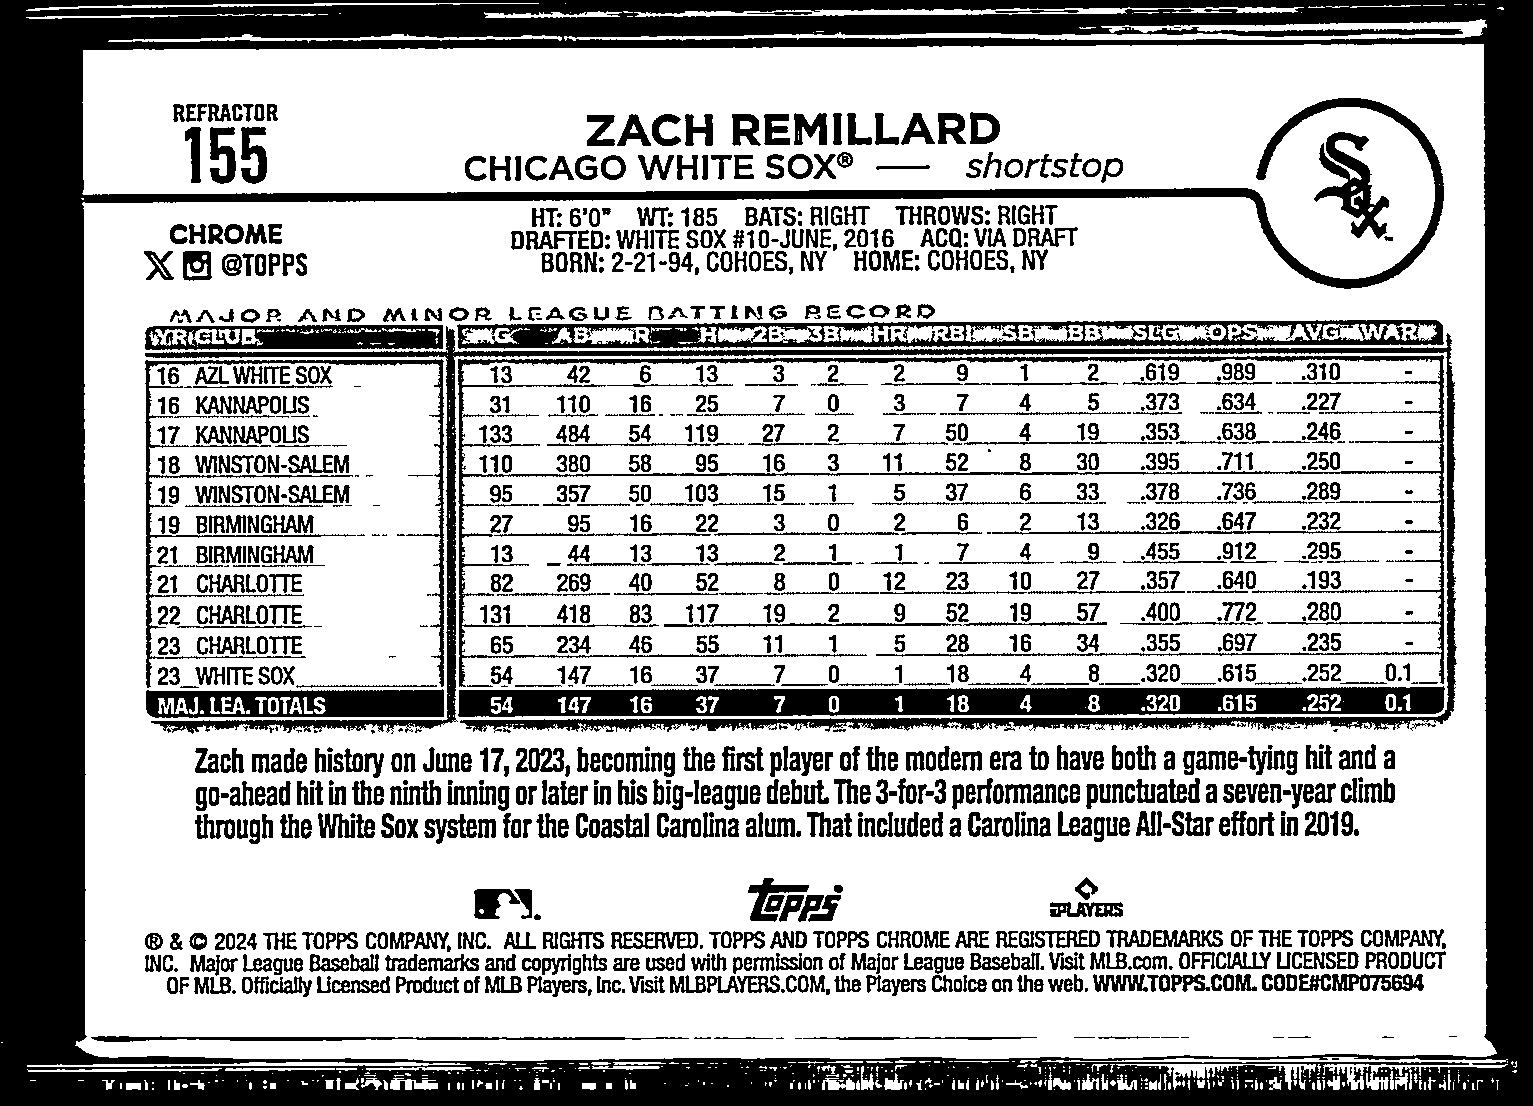 REFRACTOR
155
ZACH REMILLARD
CHICAGO WHITE SOX® — shortstop
HT: 6'0" WT: 185 BATS: RIGHT THROWS: RIGHT
DRAFTED: WHITE SOX #10-JUNE, 2016 ACQ: VIA DRAFT
BORN: 2-21-94, COHOES, NY HOME: COHOES, NY
CHROME
X @TOPPS
Sox
MAJOR AND MINOR LEAGUE BATTING RECORD
YR CLUB G AB R H 2B 3B HR RBI SB BB SLG OPS AVG WAR
16 AZL WHITE SOX 13 42 6 13 3 2 2 9 1 2 .619 .989 .310 -
16 KANNAPOLIS 31 110 16 25 7 0 3 7 4 5 .373 .634 .227 -
17 KANNAPOLIS 133 484 54 119 27 2 7 50 4 19 .353 .638 .246 -
18 WINSTON-SALEM 110 380 58 95 16 3 11 52 8 30 .395 .711 .250 -
19 WINSTON-SALEM 95 357 50 103 15 1 5 37 6 33 .378 .736 .289 -
19 BIRMINGHAM 27 95 16 22 3 0 2 6 2 13 .326 .647 .232 -
21 BIRMINGHAM 13 44 13 13 2 1 1 7 4 9 .455 .912 .295 -
21 CHARLOTTE 82 269 40 52 8 0 12 23 10 27 .357 .640 .193 -
22 CHARLOTTE 131 418 83 117 19 2 9 52 19 57 .400 .772 .280 -
23 CHARLOTTE 65 234 46 55 11 1 5 28 16 34 .355 .697 .235 -
23 WHITE SOX 54 147 16 37 7 0 1 18 4 8 .320 .615 .252 0.1
MAJ. LEA. TOTALS 54 147 16 37 7 0 1 18 4 8 .320 .615 .252 0.1
Zach made history on June 17, 2023, becoming the first player of the modern era to have both a game-tying hit and a
go-ahead hit in the ninth inning or later in his big-league debut. The 3-for-3 performance punctuated a seven-year climb
through the White Sox system for the Coastal Carolina alum. That included a Carolina League All-Star effort in 2019.
topps
PLAYERS
® & © 2024 THE TOPPS COMPANY, INC. ALL RIGHTS RESERVED. TOPPS AND TOPPS CHROME ARE REGISTERED TRADEMARKS OF THE TOPPS COMPANY,
INC. Major League Baseball trademarks and copyrights are used with permission of Major League Baseball. Visit MLB.com. OFFICIALLY LICENSED PRODUCT
OF MLB. Officially Licensed Product of MLB Players, Inc. Visit MLBPLAYERS.COM, the Players Choice on the web. WWW.TOPPS.COM. CODE#CMP075694